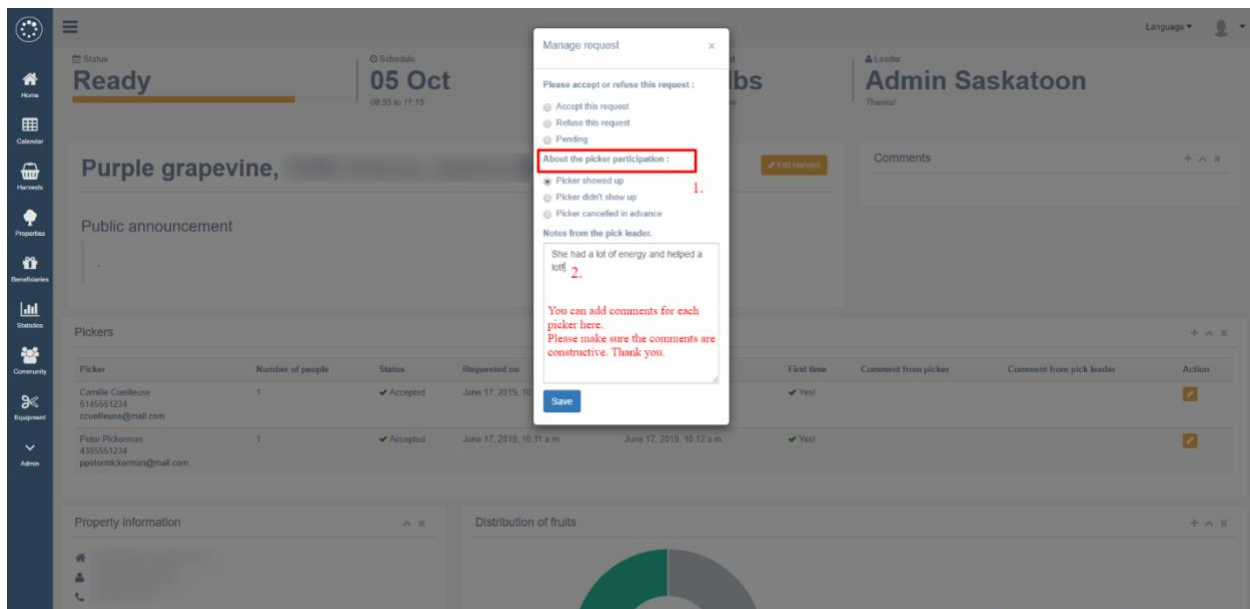 Language
Home
Calendar
Harvests
Properties
Beneficiaries
Statistics
Community
Equipment
Admin
Status
Ready
Schedule
05 Oct
09:55 to 11:15
lbs
Leader
Admin Saskatoon
Thanks!
Manage request
Please accept or refuse this request :
Accept this request
Refuse this request
Pending
About the picker participation :
Picker showed up
1.
Picker didn't show up
Picker cancelled in advance
Notes from the pick leader.
She had a lot of energy and helped a
lot!
2.
You can add comments for each
picker here.
Please make sure the comments are
constructive. Thank you.
Save
Purple grapevine,
Edit Harvest
Public announcement
Comments
Pickers
Picker Number of people Status Requested on First time Comment from picker Comment from pick leader Action
Camille Cueilleuse 1 Accepted June 17, 2019, 10 Yes!
5145551234
ccueilleuse@mail.com
Peter Pickerman 1 Accepted June 17, 2019, 10:11 a.m. June 17, 2019, 10:12 a.m. Yes!
4385551234
ppetermickerman@mail.com
Property information
Distribution of fruits